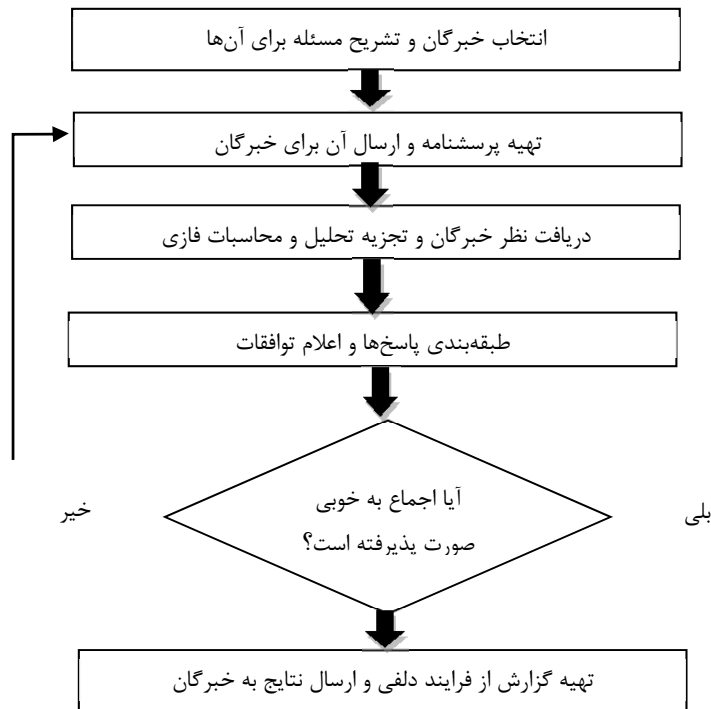 انتخاب خبرگان و تشریح مسئله برای آن‌ها
تهیه پرسشنامه و ارسال آن برای خبرگان
دریافت نظر خبرگان و تجزیه تحلیل و محاسبات فازی
طبقه‌بندی پاسخ‌ها و اعلام توافقات
آیا اجماع به خوبی
صورت پذیرفته است؟
بلی
خیر
تهیه گزارش از فرایند دلفی و ارسال نتایج به خبرگان